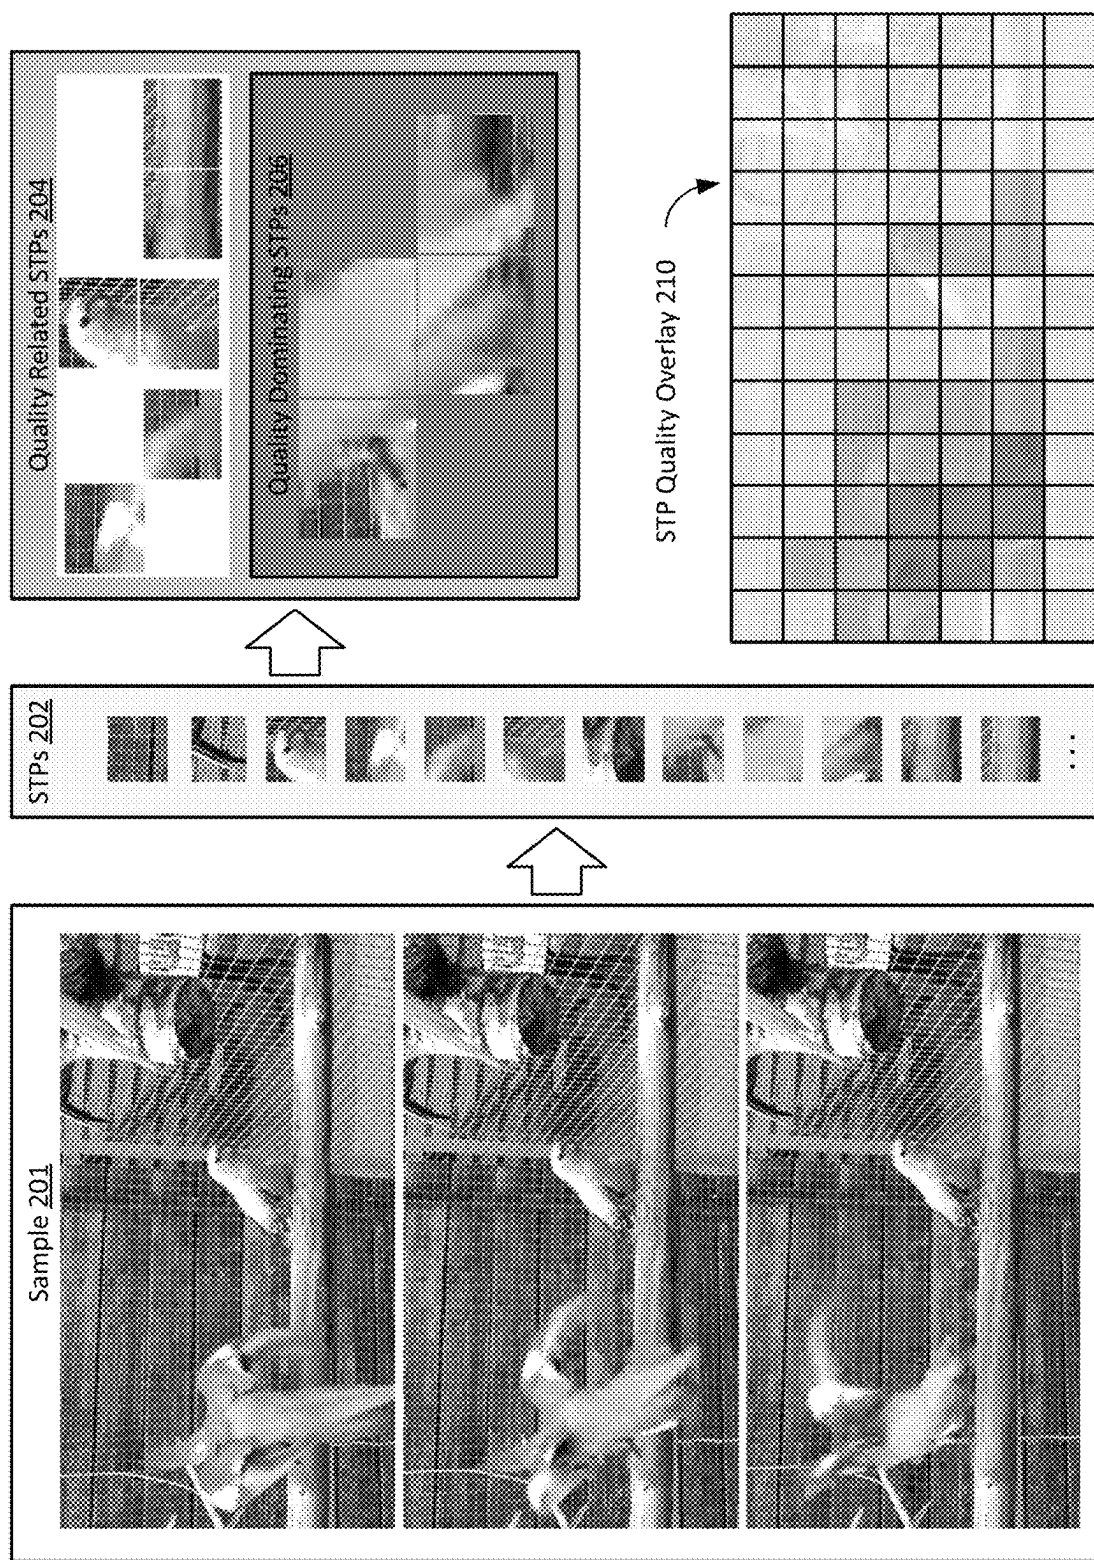 Sample 201
STPs 202
Quality Related STPs 204
Quality Dominating STPs 206
STP Quality Overlay 210